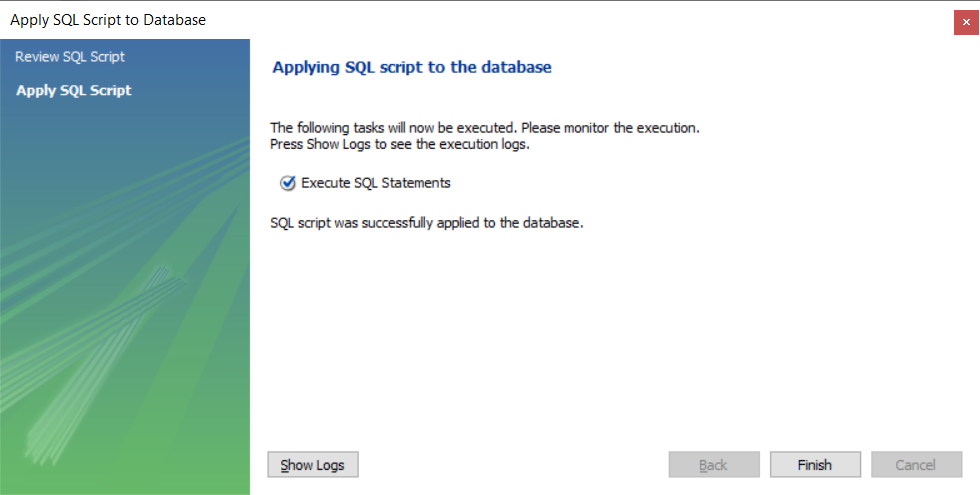 Apply SQL Script to Database
Review SQL Script
Apply SQL Script
Applying SQL script to the database
The following tasks will now be executed. Please monitor the execution.
Press Show Logs to see the execution logs.
Execute SQL Statements
SQL script was successfully applied to the database.
Show Logs
Back
Finish
Cancel